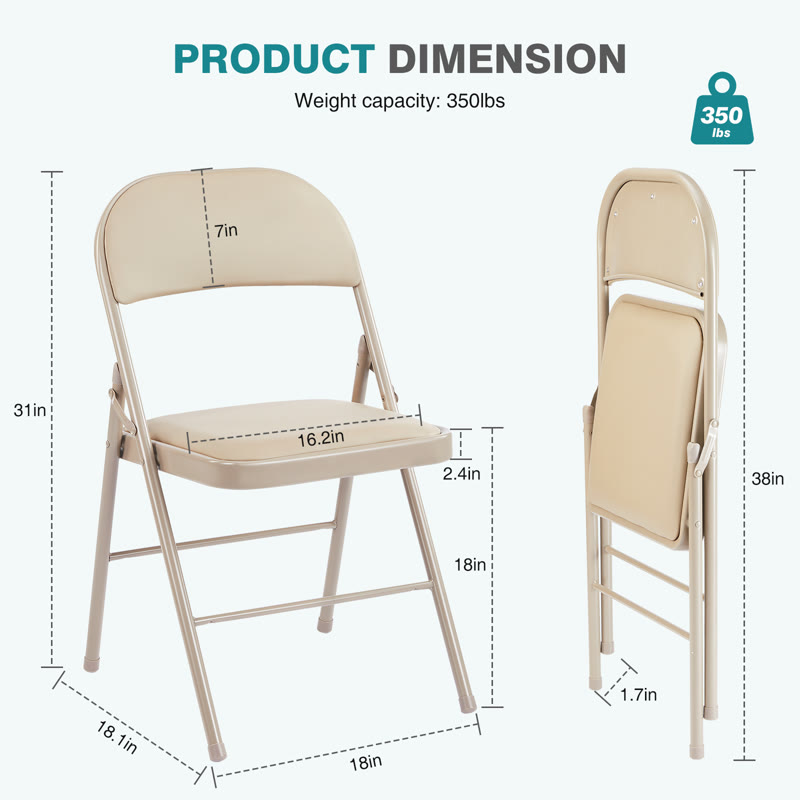 PRODUCT DIMENSION
Weight capacity: 350lbs
350
lbs
7in
31in
16.2in
2.4in
18in
38in
1.7in
18.1in
18in